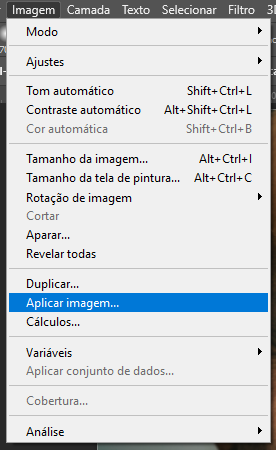 Imagem Camada Texto Selecionar Filtro 3
Modo
Ajustes
Tom automático Shift+Ctrl+L
Contraste automático Alt+Shift+Ctrl+L
Cor automática Shift+Ctrl+B
Tamanho da imagem... Alt+Ctrl+I
Tamanho da tela de pintura... Alt+Ctrl+C
Rotação de imagem
Cortar
Aparar...
Revelar todas
Duplicar...
Aplicar imagem...
Cálculos...
Variáveis
Aplicar conjunto de dados...
Cobertura...
Análise